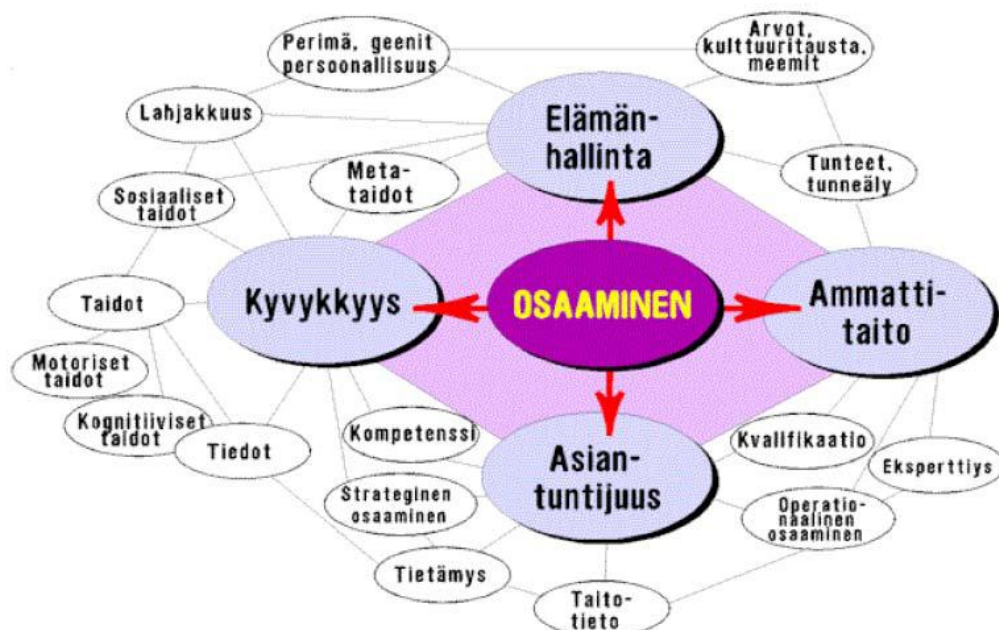 Perimä, geenit
persoonallisuus
Arvot,
kulttuuritausta,
meemit
Lahjakkuus
Elämän-
hallinta
Meta-
taidot
Tunteet,
tunneäly
Sosiaaliset
taidot
Taidot
Kyvykkyys
OSAAMINEN
Ammatti-
taito
Motoriset
taidot
Kognitiiviset
taidot
Tiedot
Kompetenssi
Asian-
tuntijuus
Kvalifikaatio
Eksperttiys
Strateginen
osaaminen
Operatio-
naalinen
osaaminen
Tietämys
Taito-
tieto